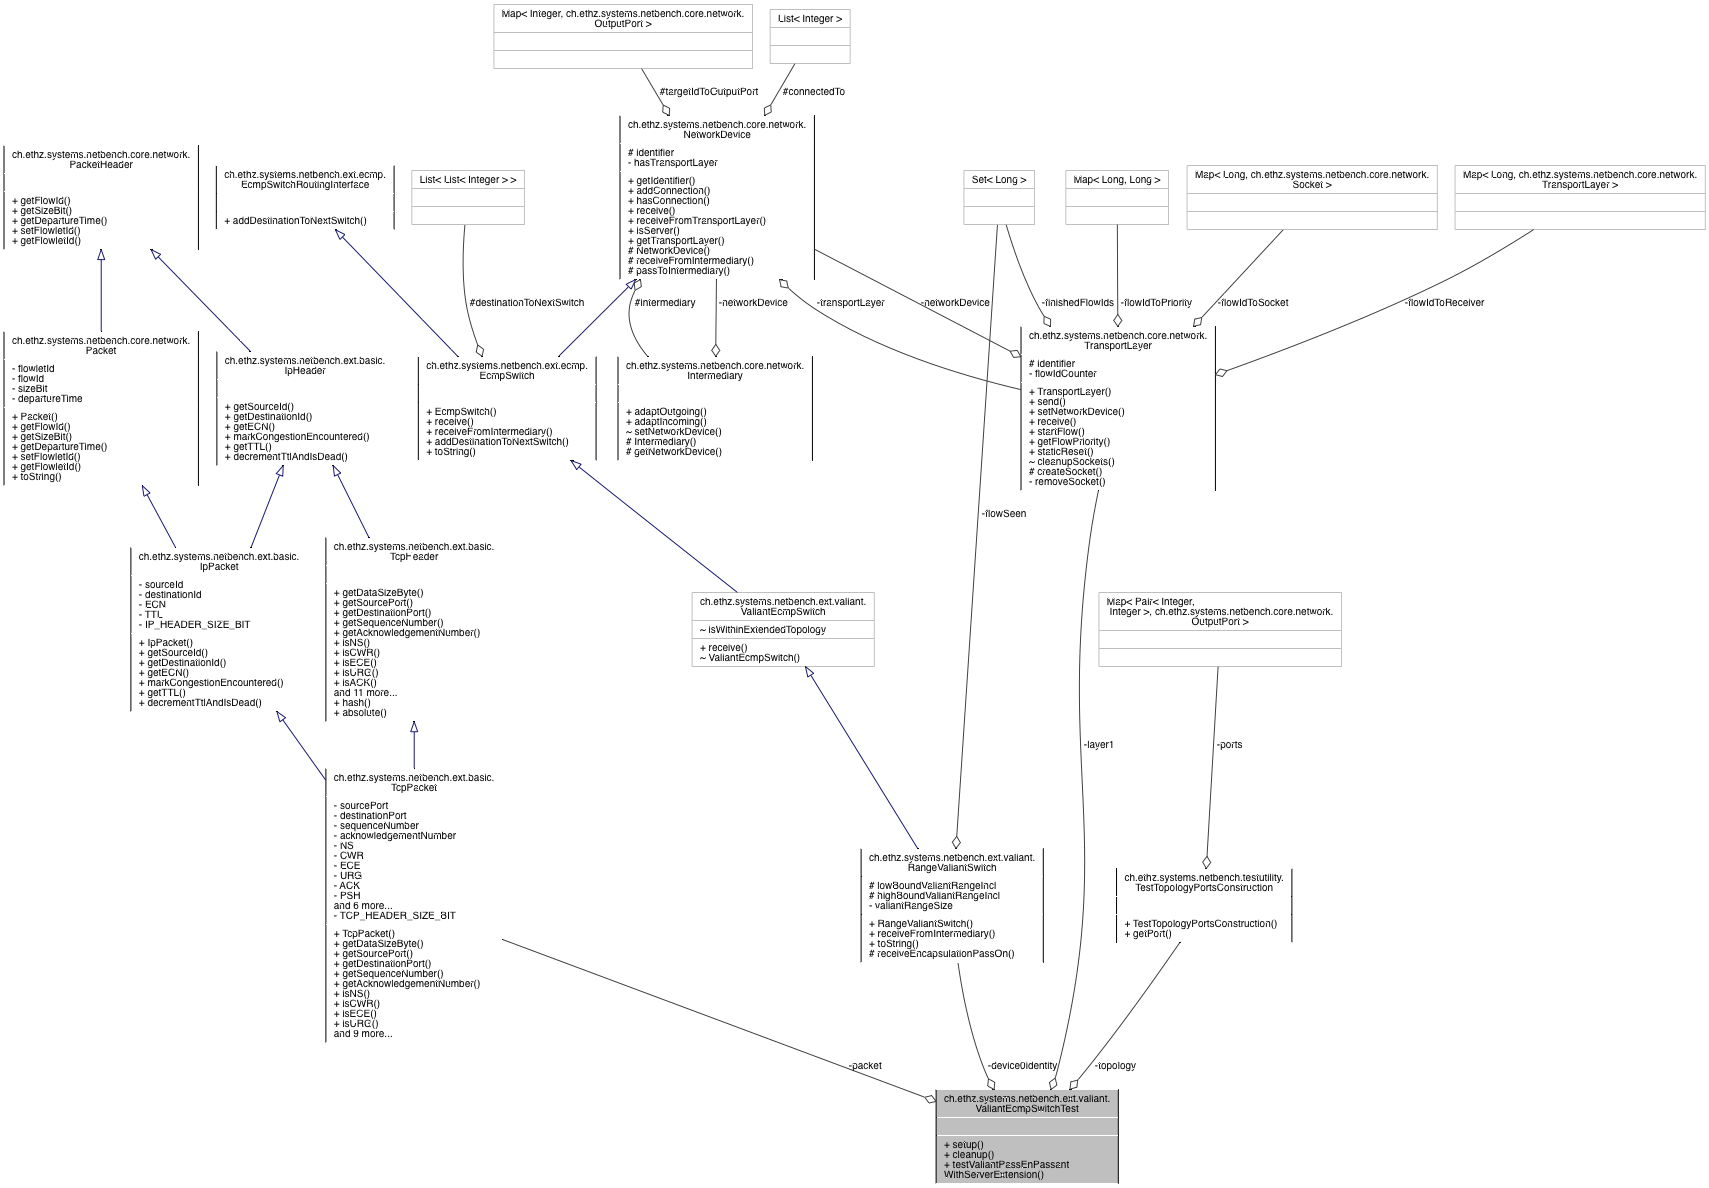 Map< Integer, ch.ethz.systems.netbench.core.network.
OutputPort >
List< Integer >
#targetIdToOutputPort
#connectedTo
ch.ethz.systems.netbench.core.network.
NetworkDevice
# identifier
- hasTransportLayer
+ getIdentifier()
+ addConnection()
+ hasConnection()
+ receive()
+ receiveFromTransportLayer()
+ isServer()
+ getTransportLayer()
# NetworkDevice()
# receiveFromIntermediary()
# passToIntermediary()
ch.ethz.systems.netbench.core.network.
PacketHeader
+ getFlowId()
+ getSizeBit()
+ getDepartureTime()
+ setFlowletId()
+ getFlowletId()
ch.ethz.systems.netbench.ext.ecmp.
EcmpSwitchRoutingInterface
+ addDestinationToNextSwitch()
List< List< Integer > >
Set< Long >
Map< Long, Long >
Map< Long, ch.ethz.systems.netbench.core.network.
Socket >
Map< Long, ch.ethz.systems.netbench.core.network.
TransportLayer >
#destinationToNextSwitch
#intermediary
-networkDevice
-transportLayer
-networkDevice
-finishedFlowIds
-flowIdToPriority
-flowIdToSocket
-flowIdToReceiver
ch.ethz.systems.netbench.core.network.
Packet
- flowletId
- flowId
- sizeBit
- departureTime
+ Packet()
+ getFlowId()
+ getSizeBit()
+ getDepartureTime()
+ setFlowletId()
+ getFlowletId()
+ toString()
ch.ethz.systems.netbench.ext.basic.
IpHeader
+ getSourceId()
+ getDestinationId()
+ getECN()
+ markCongestionEncountered()
+ getTTL()
+ decrementTtlAndIsDead()
ch.ethz.systems.netbench.ext.ecmp.
EcmpSwitch
+ EcmpSwitch()
+ receive()
+ receiveFromIntermediary()
+ addDestinationToNextSwitch()
+ toString()
ch.ethz.systems.netbench.core.network.
Intermediary
+ adaptOutgoing()
+ adaptIncoming()
~ setNetworkDevice()
# Intermediary()
# getNetworkDevice()
ch.ethz.systems.netbench.core.network.
TransportLayer
# identifier
- flowIdCounter
+ TransportLayer()
+ send()
+ setNetworkDevice()
+ receive()
+ startFlow()
+ getFlowPriority()
+ staticReset()
~ cleanupSockets()
# createSocket()
- removeSocket()
-flowSeen
ch.ethz.systems.netbench.ext.basic.
IpPacket
- sourceId
- destinationId
- ECN
- TTL
- IP_HEADER_SIZE_BIT
+ IpPacket()
+ getSourceId()
+ getDestinationId()
+ getECN()
+ markCongestionEncountered()
+ getTTL()
+ decrementTtlAndIsDead()
ch.ethz.systems.netbench.ext.basic.
TcpHeader
+ getDataSizeByte()
+ getSourcePort()
+ getDestinationPort()
+ getSequenceNumber()
+ getAcknowledgementNumber()
+ isNS()
+ isCWR()
+ isECE()
+ isURG()
+ isACK()
and 11 more...
+ hash()
+ absolute()
ch.ethz.systems.netbench.ext.valiant.
ValiantEcmpSwitch
~ isWithinExtendedTopology
+ receive()
~ ValiantEcmpSwitch()
Map< Pair< Integer,
Integer >, ch.ethz.systems.netbench.core.network.
OutputPort >
-layer1
-ports
ch.ethz.systems.netbench.ext.basic.
TcpPacket
- sourcePort
- destinationPort
- sequenceNumber
- acknowledgementNumber
- NS
- CWR
- ECE
- URG
- ACK
- PSH
and 6 more...
- TCP_HEADER_SIZE_BIT
+ TcpPacket()
+ getDataSizeByte()
+ getSourcePort()
+ getDestinationPort()
+ getSequenceNumber()
+ getAcknowledgementNumber()
+ isNS()
+ isCWR()
+ isECE()
+ isURG()
and 9 more...
ch.ethz.systems.netbench.ext.valiant.
RangeValiantSwitch
# lowBoundValiantRangeIncl
# highBoundValiantRangeIncl
- valiantRangeSize
+ RangeValiantSwitch()
+ receiveFromIntermediary()
+ toString()
# receiveEncapsulationPassOn()
ch.ethz.systems.netbench.testutility.
TestTopologyPortsConstruction
+ TestTopologyPortsConstruction()
+ getPort()
-packet
-device0identity
-topology
ch.ethz.systems.netbench.ext.valiant.
ValiantEcmpSwitchTest
+ setup()
+ cleanup()
+ testValiantPassEnPassant
WithServerExtension()